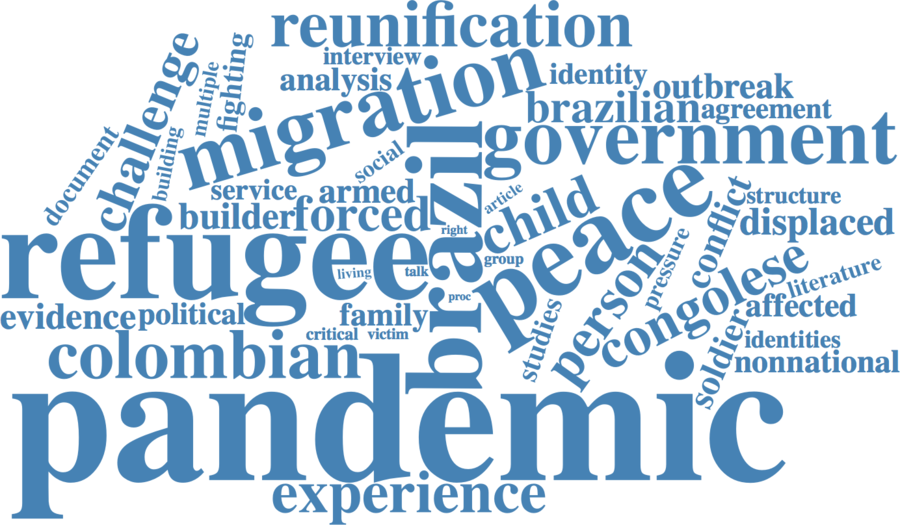 reunification
interview
analysis
identity
outbreak
challenge
multiple
fighting
migration
brazilian
agreement
government
document
building
social
service
armed
brazil
article
child
peace
conflict
structure
builder
forced
right
displaced
refugee
living
talk
group
person
pressure
congolese
literature
proc
evidence
political
family
critical
victim
studies
soldier
affected
identities
nonnational
colombian
pandemic
experience